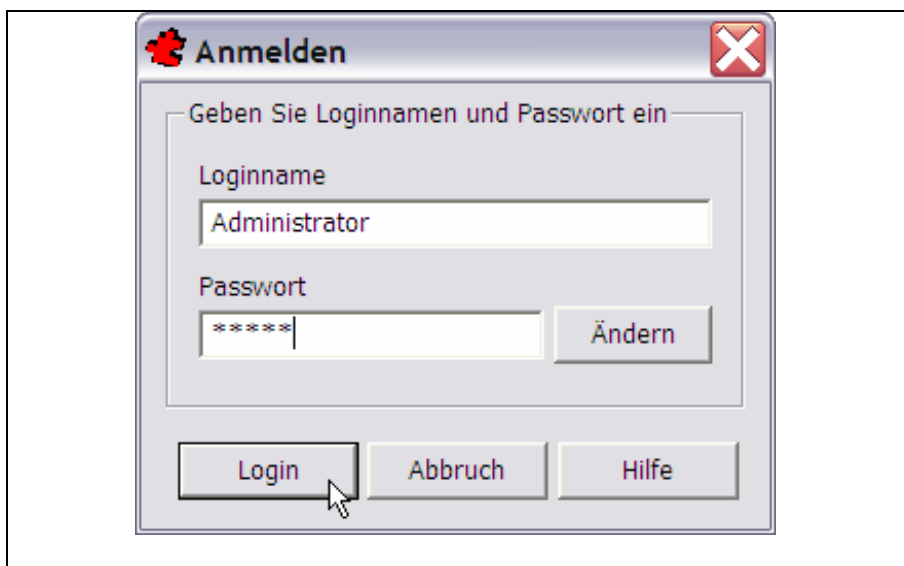 Anmelden
Geben Sie Loginnamen und Passwort ein
Loginname
Administrator
Passwort
***** Ändern
Login Abbruch Hilfe